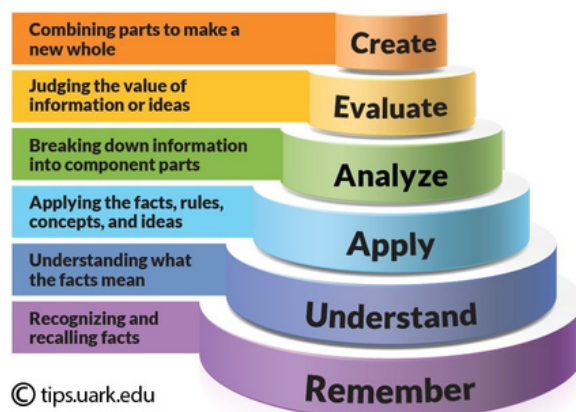 Combining parts to make a
new whole
Create
Judging the value of
information or ideas
Evaluate
Breaking down information
into component parts
Analyze
Applying the facts, rules,
concepts, and ideas
Apply
Understanding what
the facts mean
Understand
Recognizing and
recalling facts
Remember
© tips.uark.edu